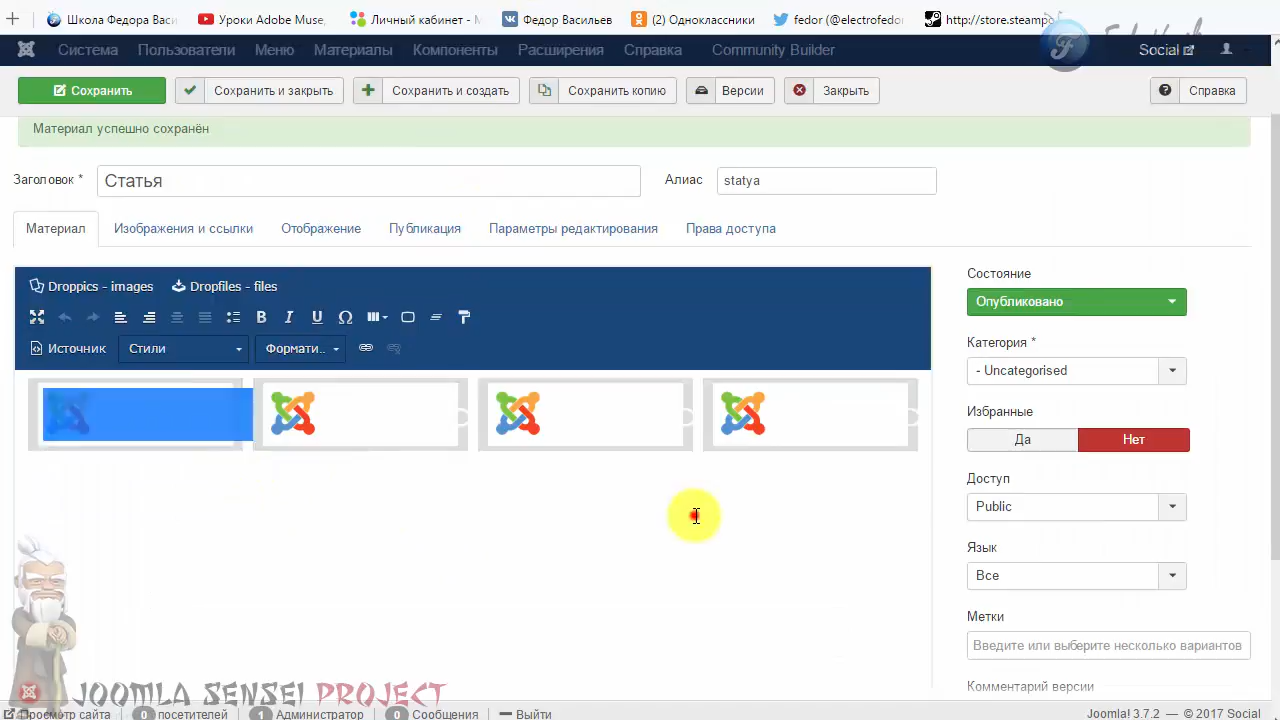 Школа Федора Васи
Уроки Adobe Muse,
Личный кабинет - М
Федор Васильев
(2) Одноклассники
fedor (@electrofedo
http://store.steamp
Система Пользователи Меню Материалы Компоненты Расширения Справка Community Builder Social
Сохранить Сохранить и закрыть Сохранить и создать Сохранить копию Версии Закрыть Справка
Материал успешно сохранён
Заголовок * Статья Алиас statya
Материал Изображения и ссылки Отображение Публикация Параметры редактирования Права доступа
Droppics - images Dropfiles - files
Источник Стили Формати..
Состояние
Опубликовано
Категория *
- Uncategorised
Избранные
Да Нет
Доступ
Public
Язык
Все
Метки
Введите или выберите несколько вариантов
Комментарий версии
JOOMLA SENSEI PROJECT
Просмотр сайта 0 посетителей 1 Администратор 0 Сообщения Выйти Joomla! 3.7.2 — © 2017 Social